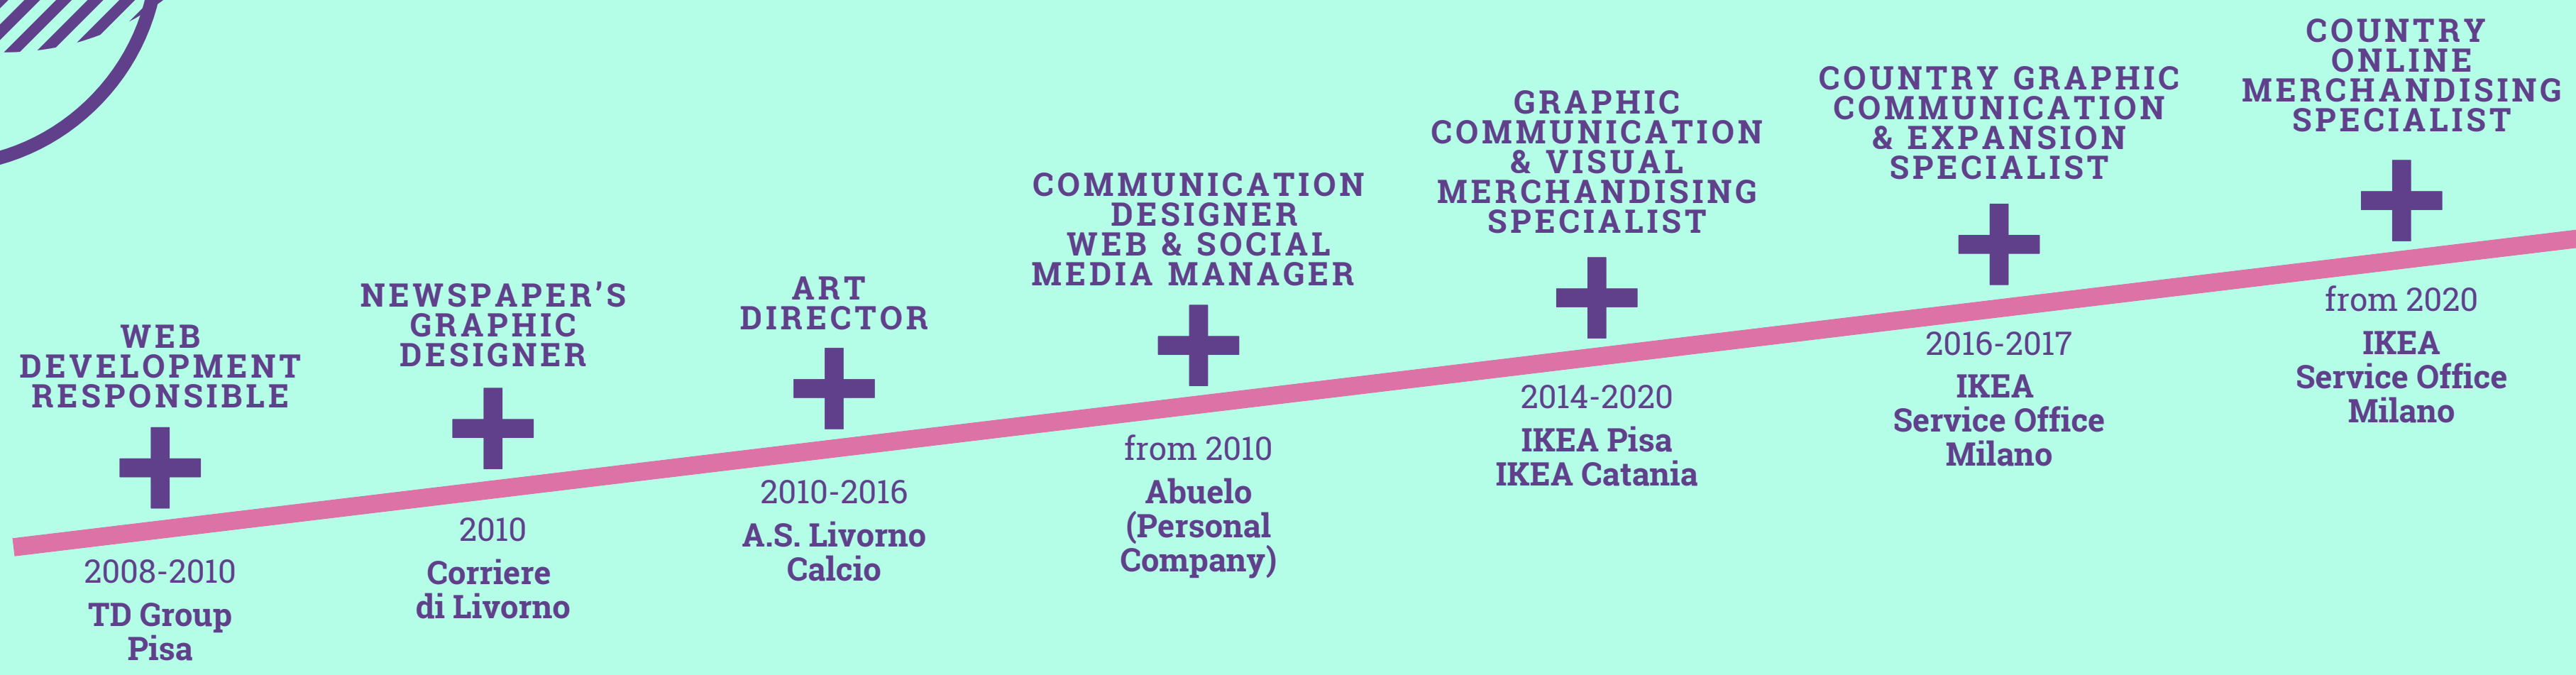 WEB
DEVELOPMENT
RESPONSIBLE
2008-2010
TD Group
Pisa
NEWSPAPER’S
GRAPHIC
DESIGNER
2010
Corriere
di Livorno
ART
DIRECTOR
2010-2016
A.S. Livorno
Calcio
COMMUNICATION
DESIGNER
WEB & SOCIAL
MEDIA MANAGER
from 2010
Abuelo
(Personal
Company)
GRAPHIC
COMMUNICATION
& VISUAL
MERCHANDISING
SPECIALIST
2014-2020
IKEA Pisa
IKEA Catania
COUNTRY GRAPHIC
COMMUNICATION
& EXPANSION
SPECIALIST
2016-2017
IKEA
Service Office
Milano
COUNTRY
ONLINE
MERCHANDISING
SPECIALIST
from 2020
IKEA
Service Office
Milano